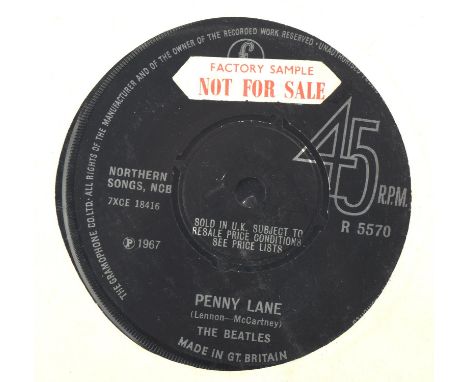 THE GRAMOPHONE CO. LTD. · ALL RIGHTS OF THE MANUFACTURER AND OF THE OWNER OF THE RECORDED WORK RESERVED · UNAUTHORISED
FACTORY SAMPLE
NOT FOR SALE
45
R.P.M.
NORTHERN
SONGS, NCB
7XCE 18416
R 5570
SOLD IN U.K. SUBJECT TO
RESALE PRICE CONDITIONS,
SEE PRICE LISTS
℗ 1967
PENNY LANE
(Lennon—McCartney)
THE BEATLES
MADE IN GT. BRITAIN